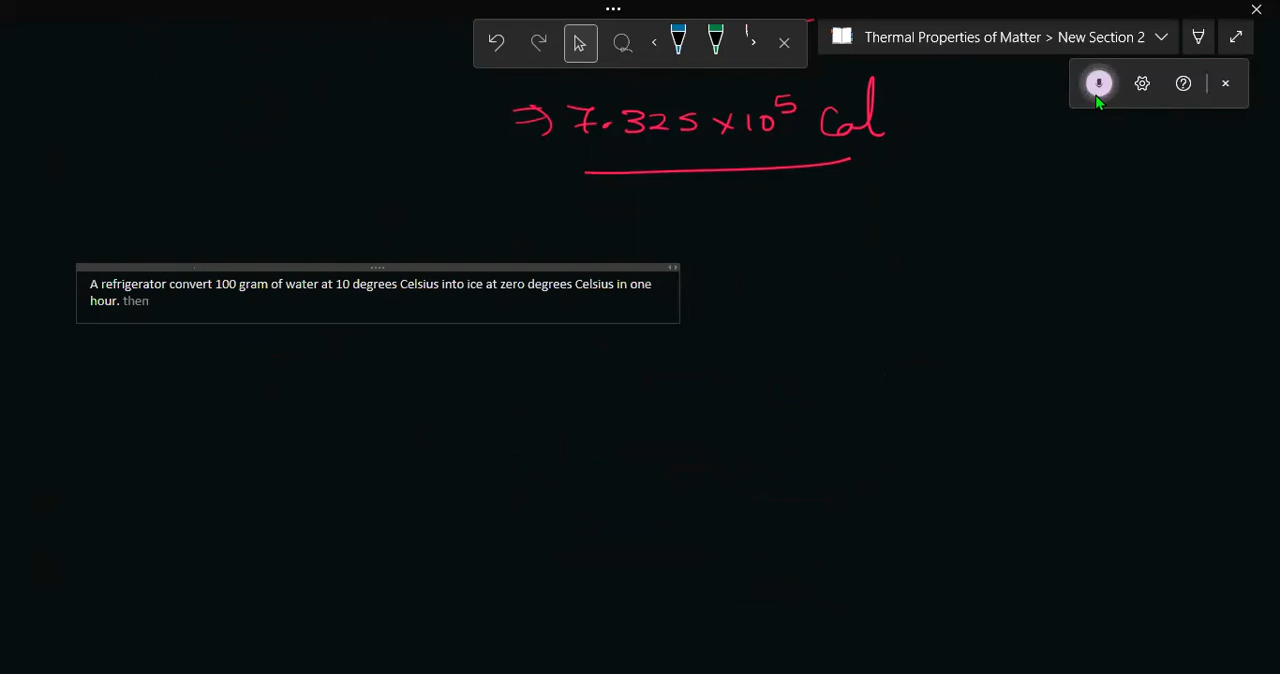 Thermal Properties of Matter > New Section 2
⇒ 7.325 × 10⁵ Cal
A refrigerator convert 100 gram of water at 10 degrees Celsius into ice at zero degrees Celsius in one
hour. then